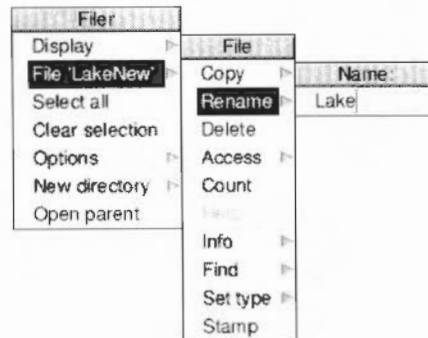 Filer
Display
File 'LakeNew'
Select all
Clear selection
Options
New directory
Open parent
File
Copy
Rename
Delete
Access
Count
Help
Info
Find
Set type
Stamp
Name:
Lake